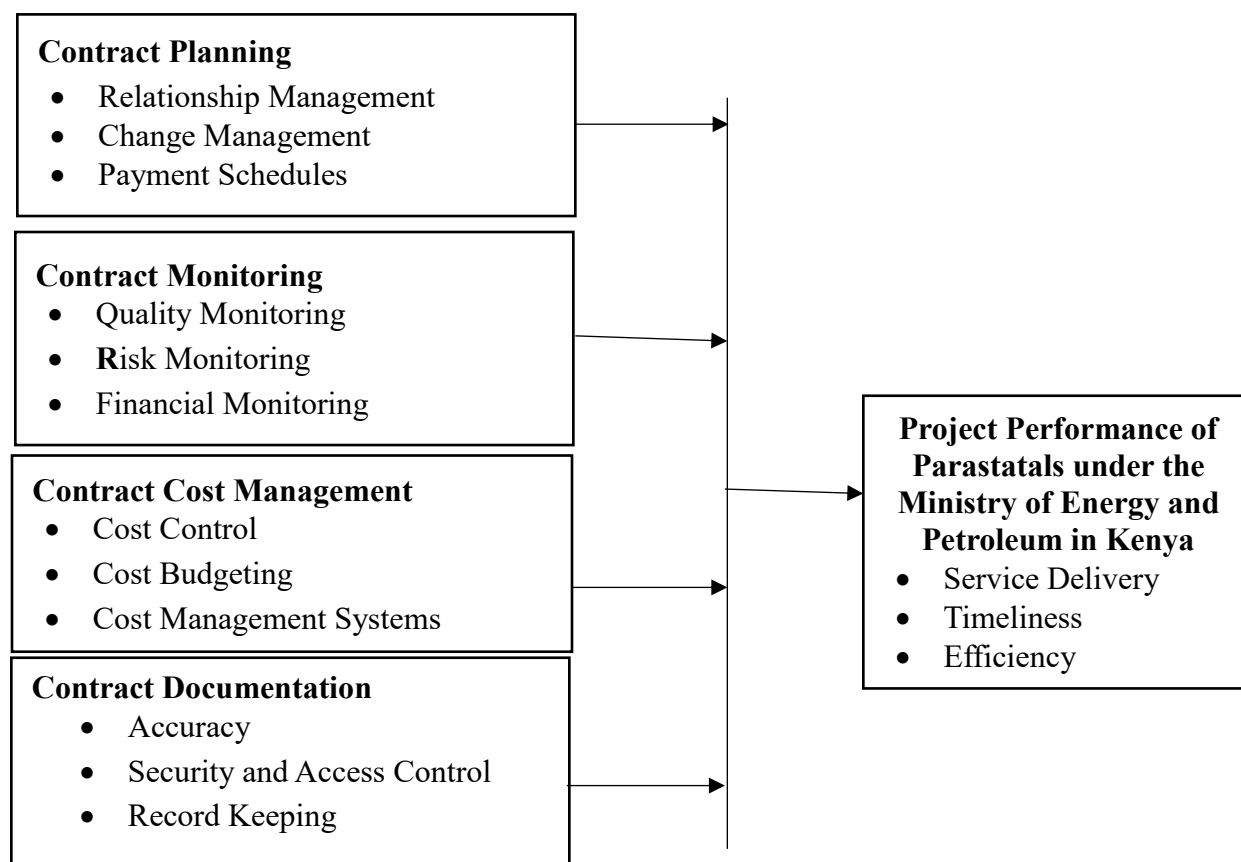 Contract Planning
• Relationship Management
• Change Management
• Payment Schedules
Contract Monitoring
• Quality Monitoring
• Risk Monitoring
• Financial Monitoring
Contract Cost Management
• Cost Control
• Cost Budgeting
• Cost Management Systems
Contract Documentation
• Accuracy
• Security and Access Control
• Record Keeping
Project Performance of
Parastatals under the
Ministry of Energy and
Petroleum in Kenya
• Service Delivery
• Timeliness
• Efficiency